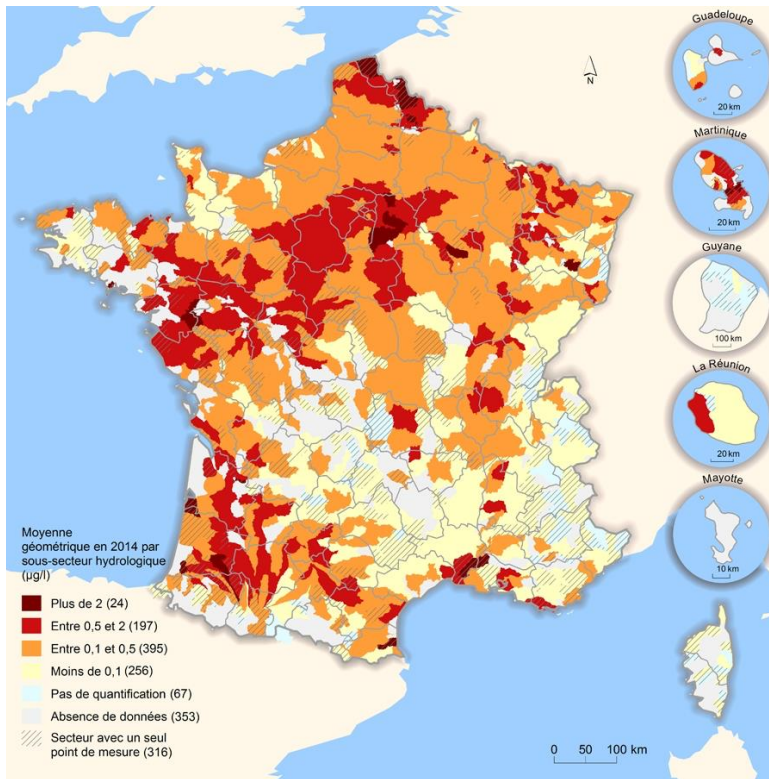 Guadeloupe
20 km
N
Martinique
20 km
Guyane
100 km
La Réunion
20 km
Mayotte
10 km
Moyenne
géométrique en 2014 par
sous-secteur hydrologique
(µg/l)
Plus de 2 (24)
Entre 0,5 et 2 (197)
Entre 0,1 et 0,5 (395)
Moins de 0,1 (256)
Pas de quantification (67)
Absence de données (353)
Secteur avec un seul
point de mesure (316)
0 50 100 km